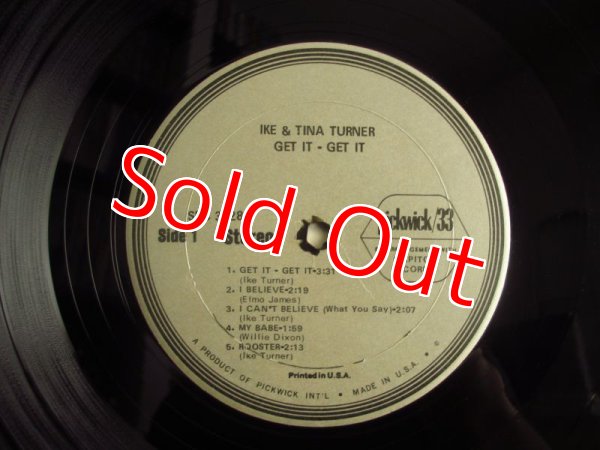 IKE & TINA TURNER
GET IT - GET IT
Sold Out
Side 1
Stereo
1. GET IT - GET IT•3:31
(Ike Turner)
2. I BELIEVE•2:19
(Elmo James)
3. I CAN'T BELIEVE (What You Say)•2:07
(Ike Turner)
4. MY BABE•1:59
(Willie Dixon)
5. ROOSTER•2:13
(Ike Turner)
Printed in U.S.A.
A PRODUCT OF PICKWICK INT'L • MADE IN U.S.A. • ©